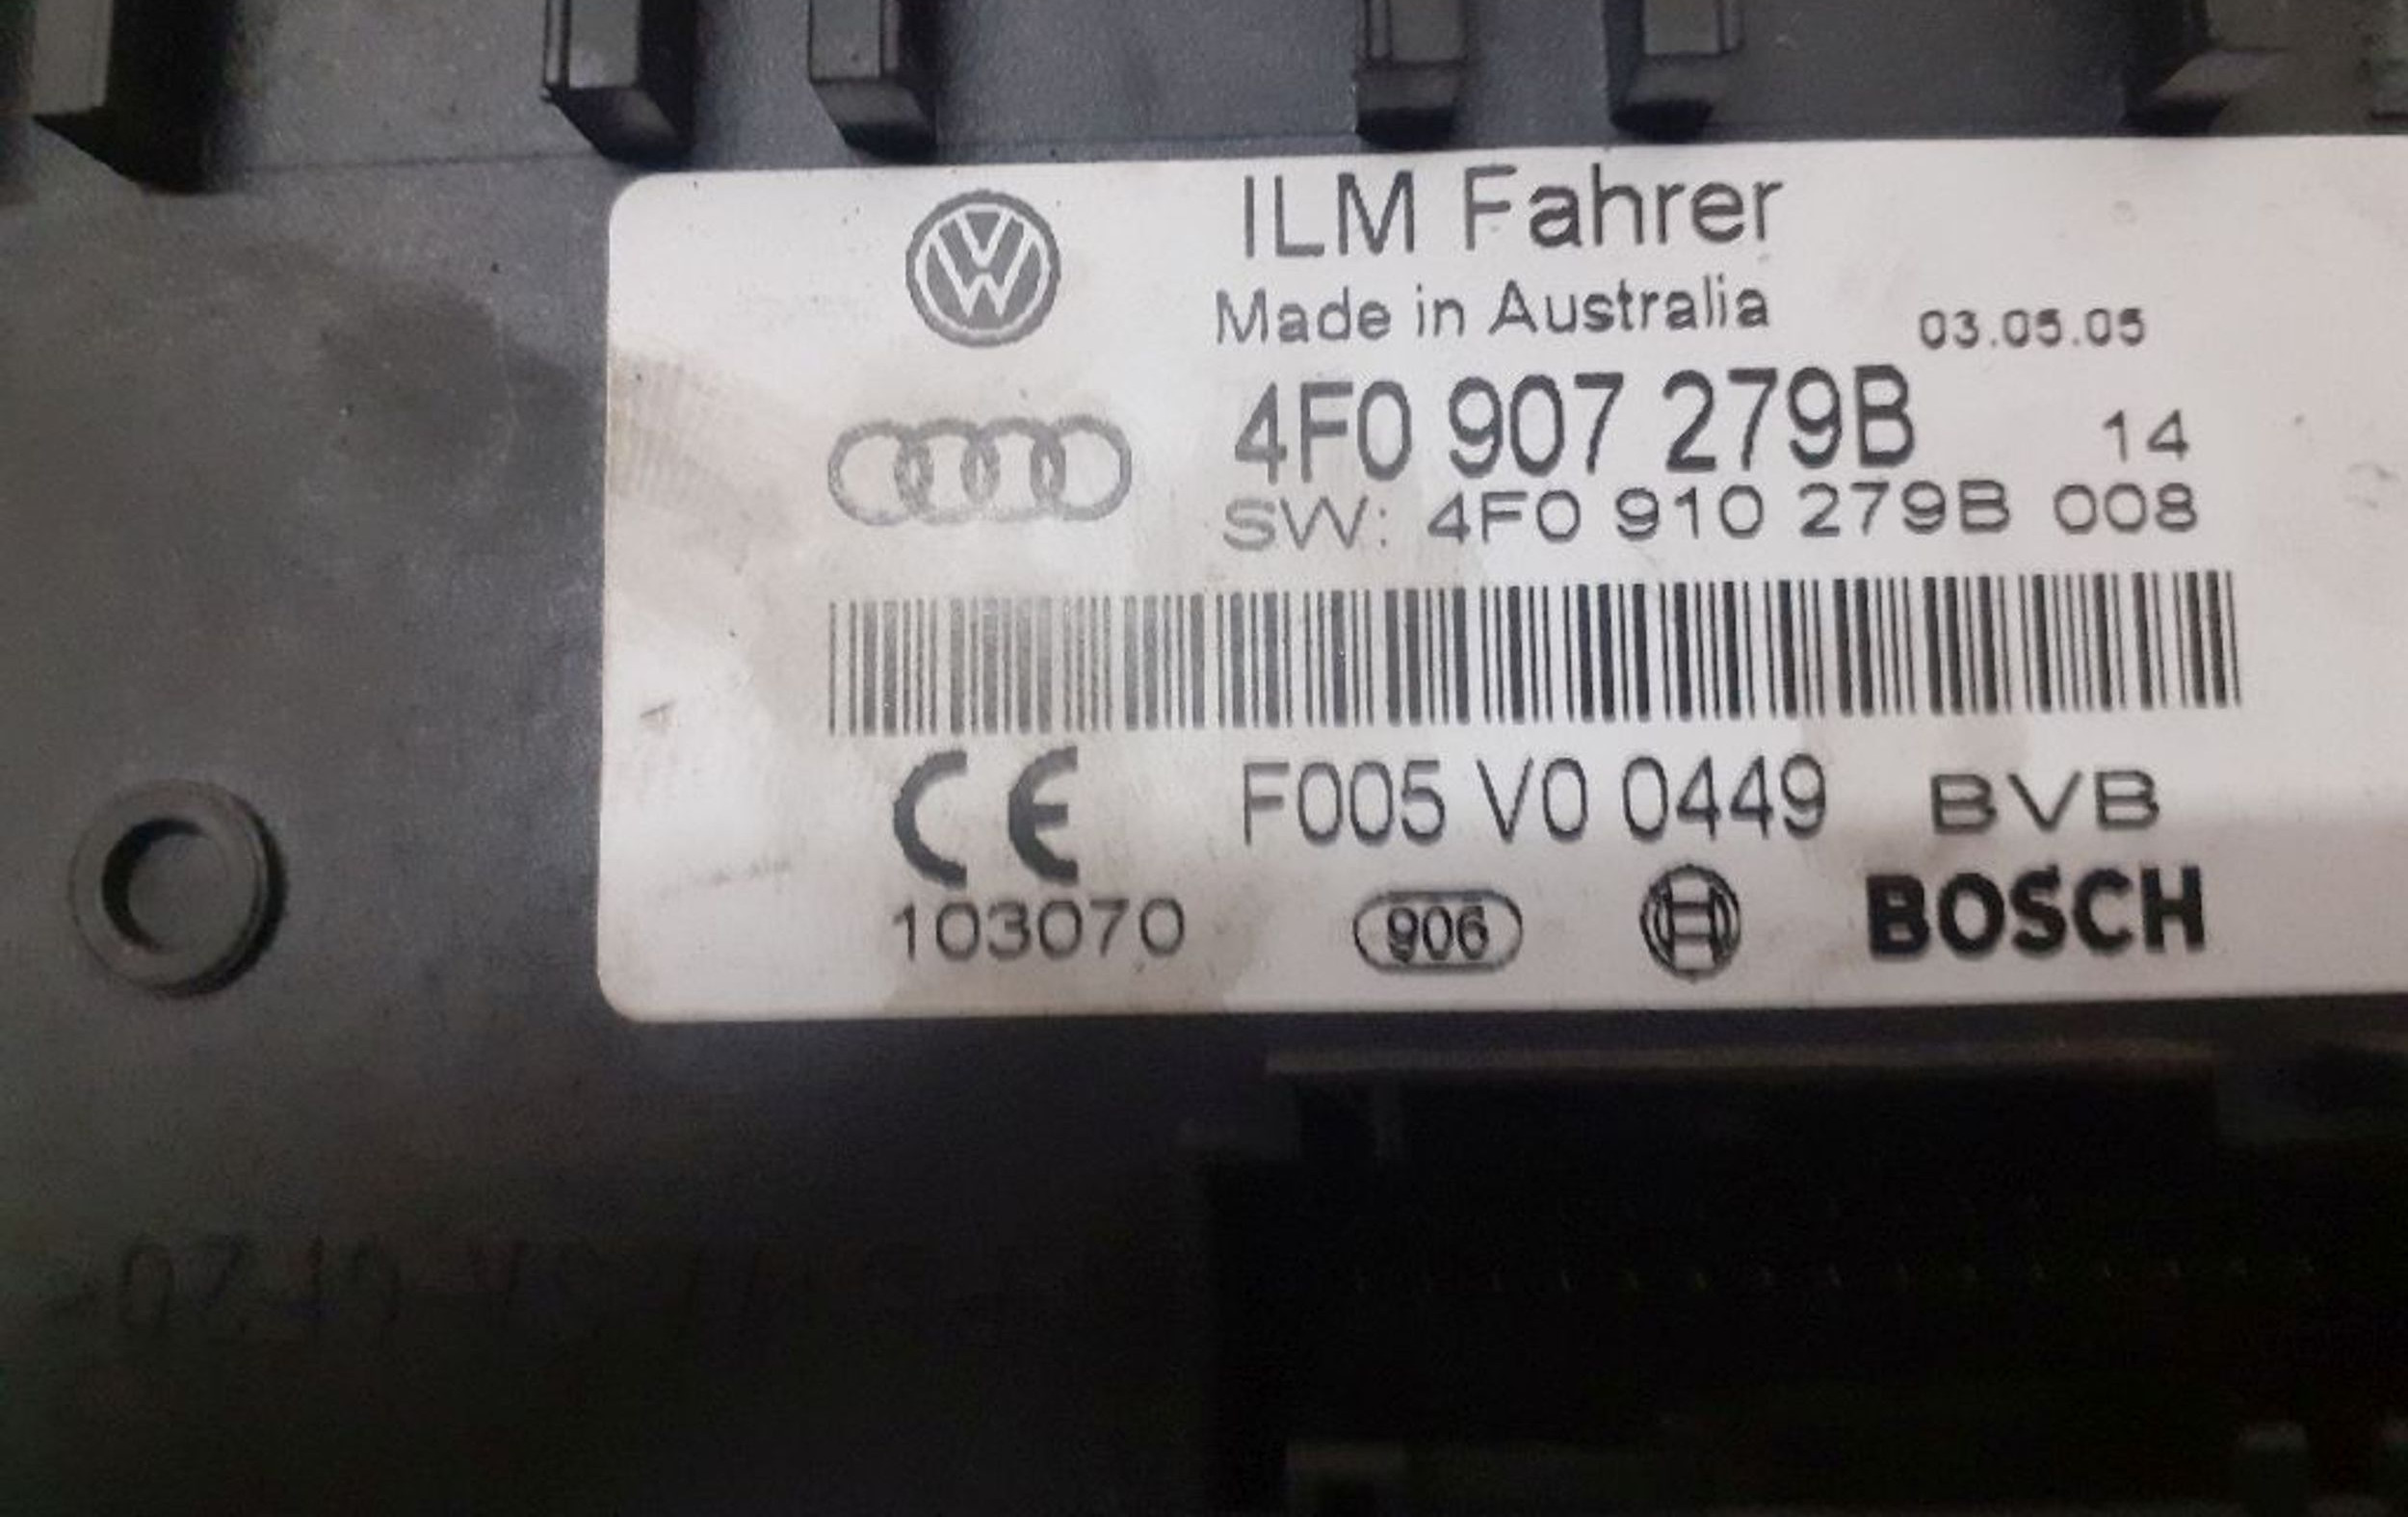 ILM Fahrer
Made in Australia 03.05.05
4F0 907 279B 14
SW: 4F0 910 279B 008
CE F005 V0 0449 BVB
103070 906 BOSCH